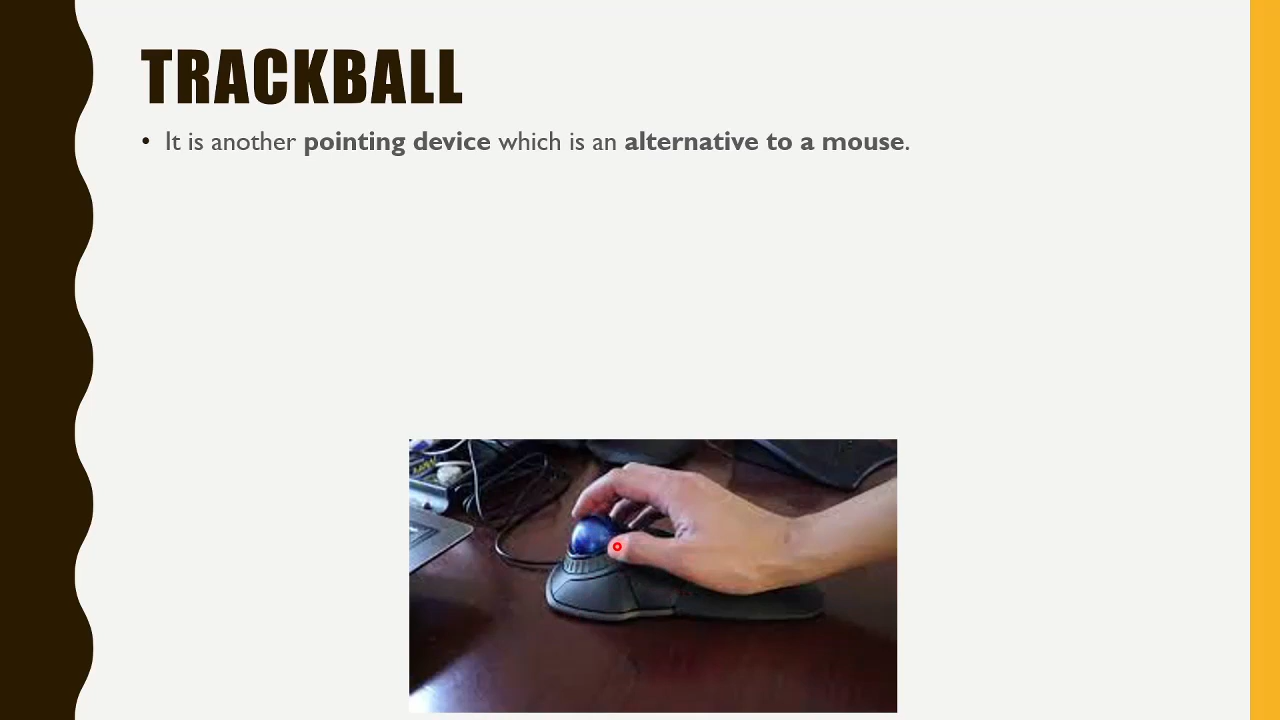 TRACKBALL
• It is another pointing device which is an alternative to a mouse.